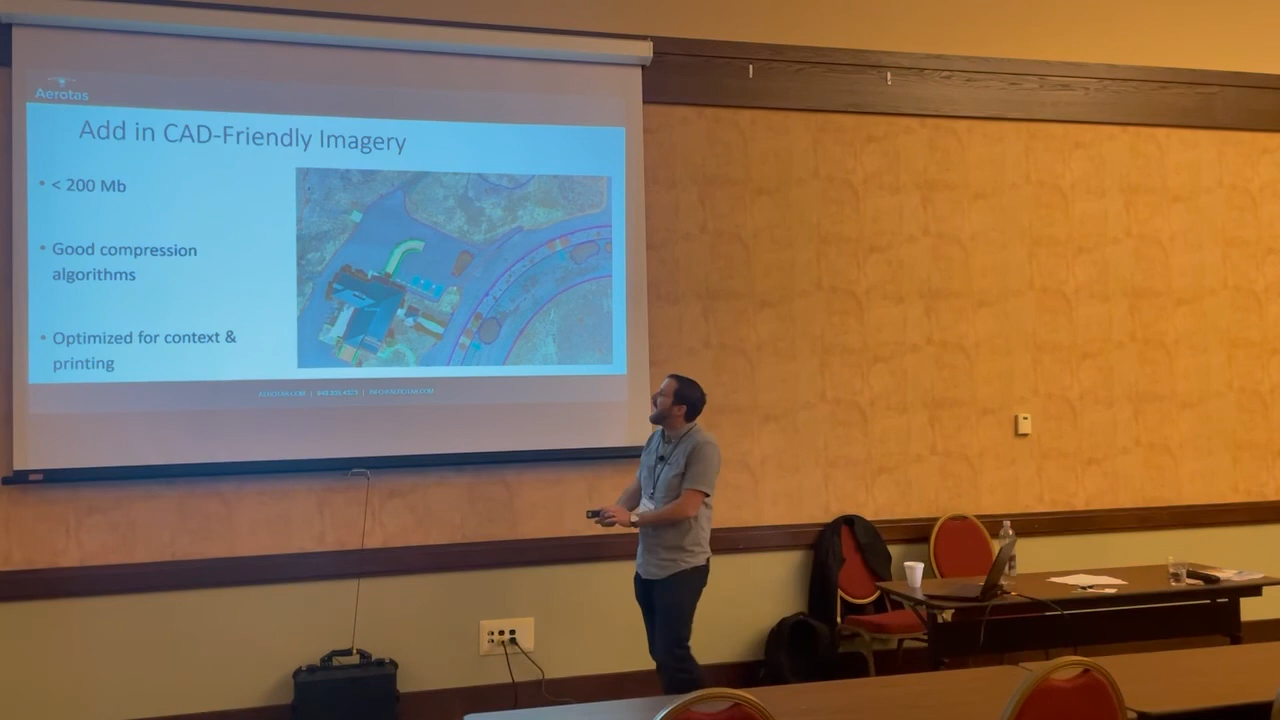 Aerotas
Add in CAD-Friendly Imagery
• < 200 Mb
• Good compression
algorithms
• Optimized for context &
printing